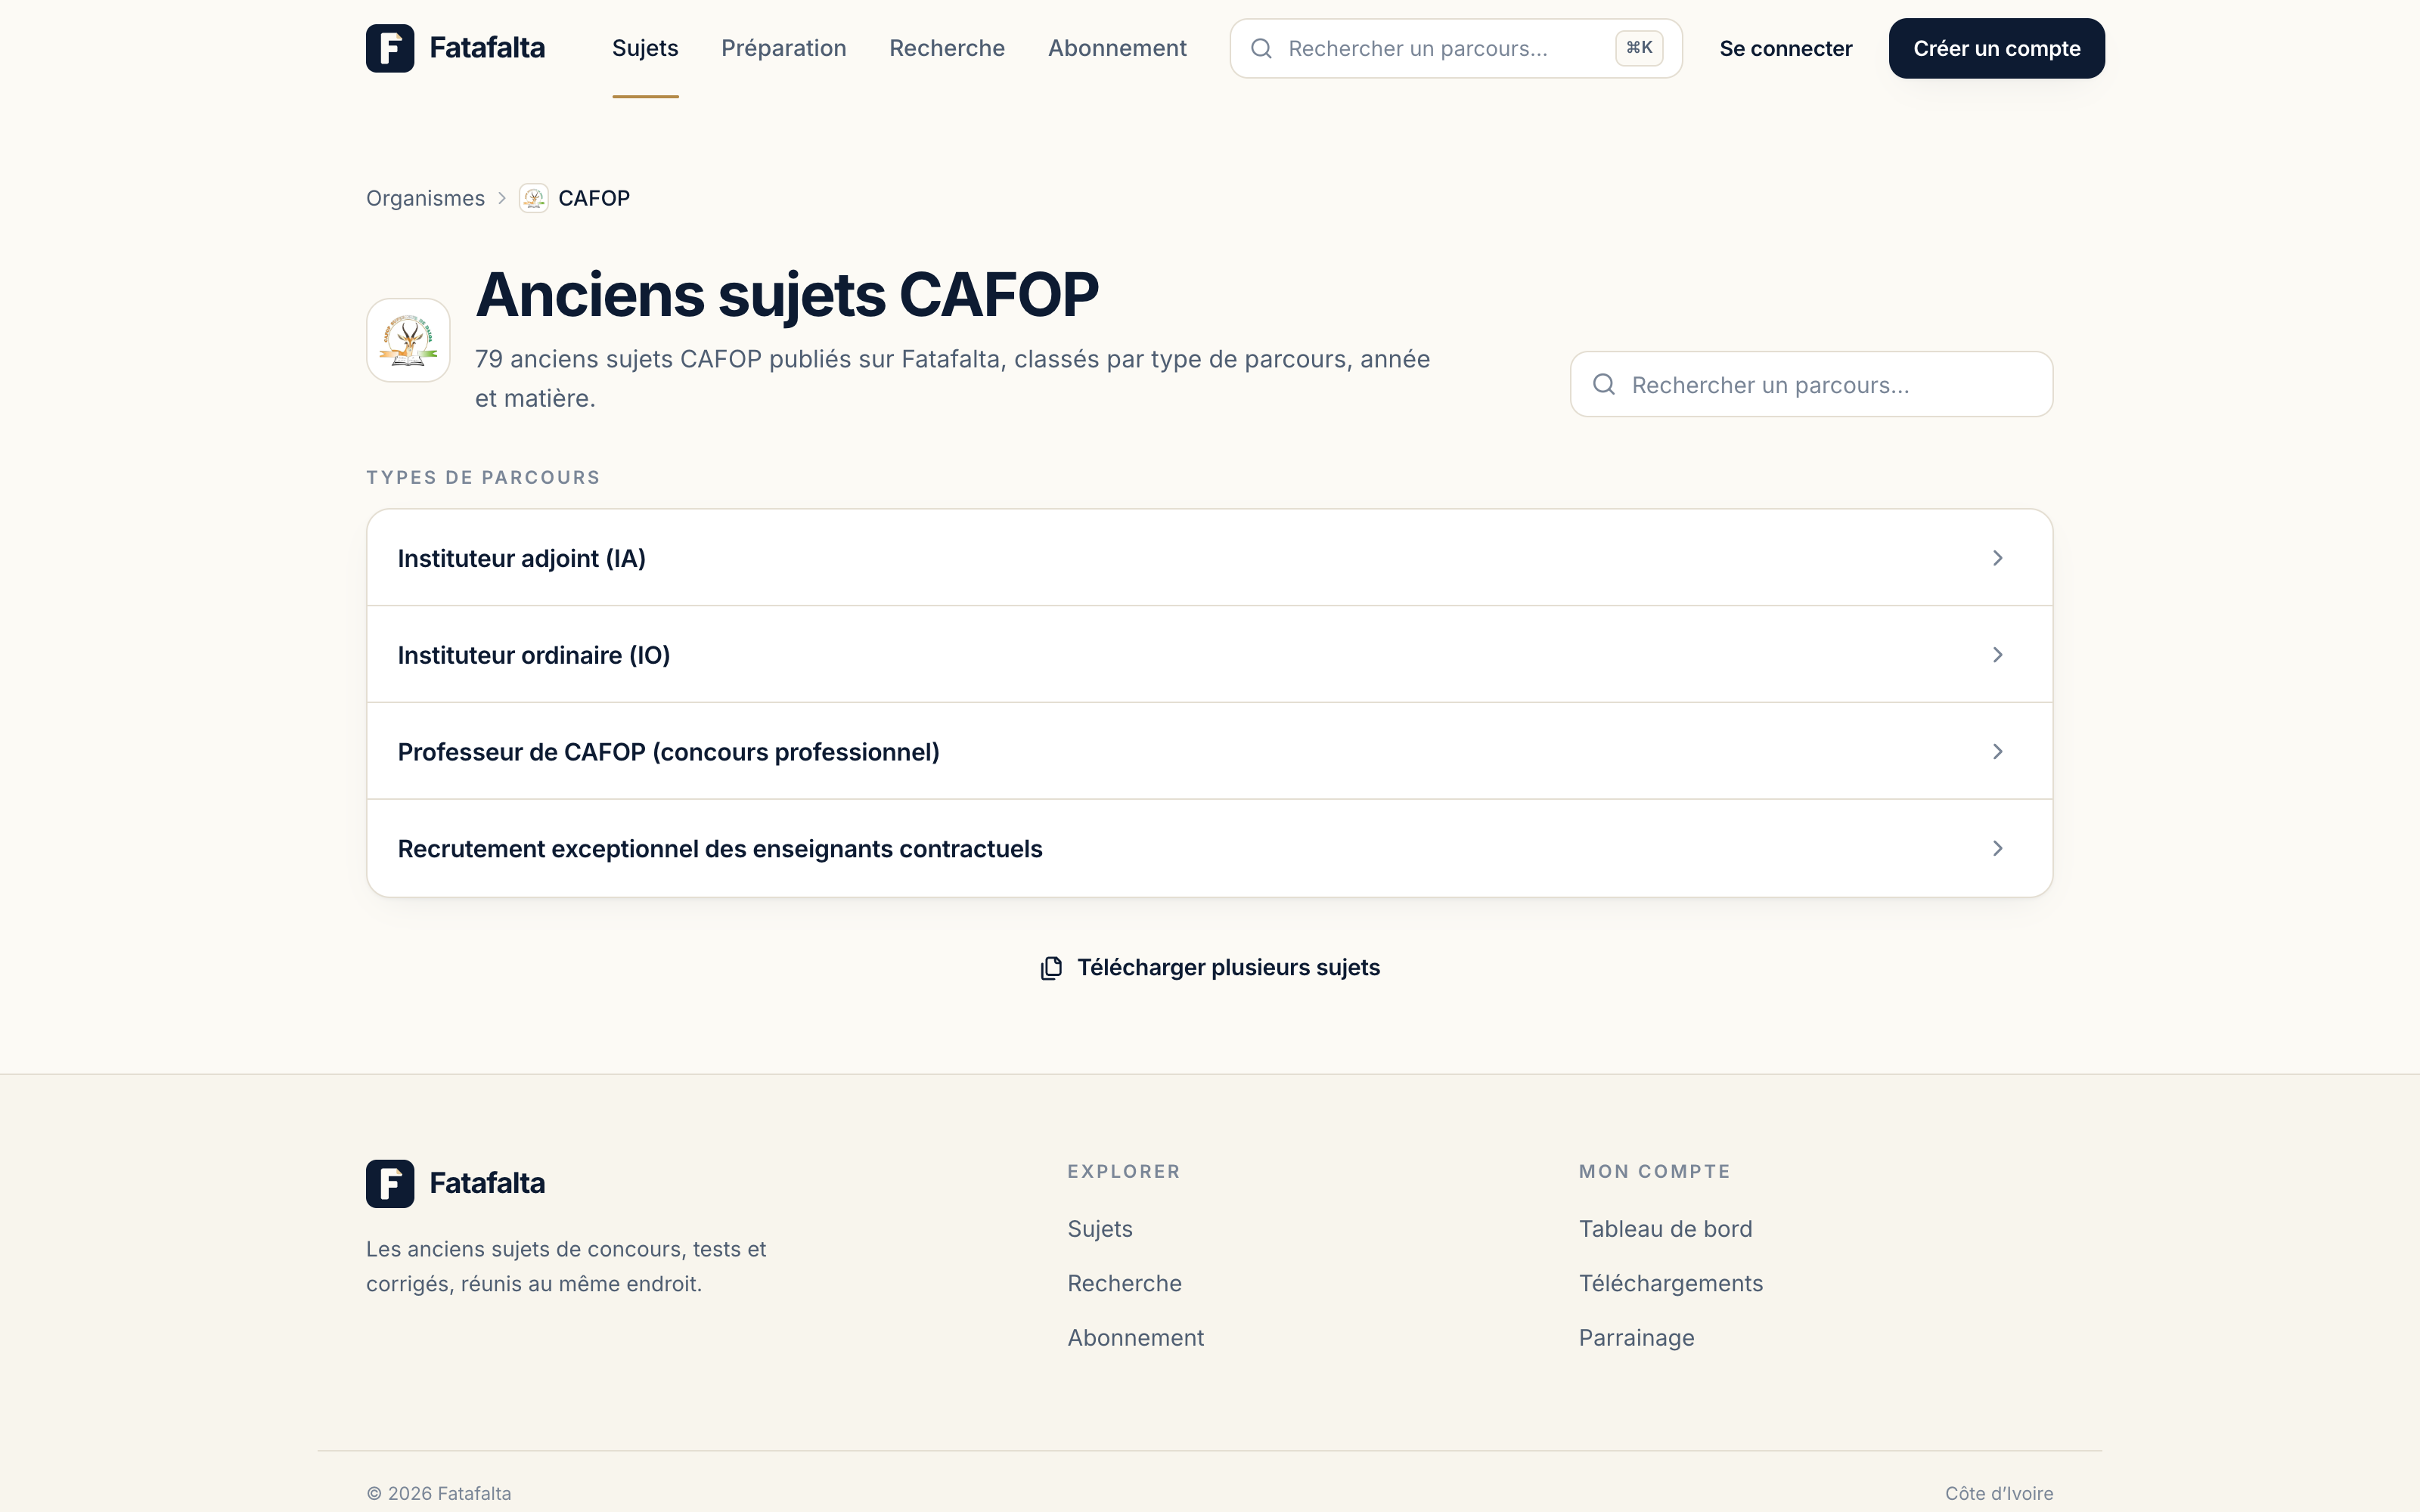 Fatafalta
Sujets
Préparation
Recherche
Abonnement
Rechercher un parcours...
⌘K
Se connecter
Créer un compte
Organismes
CAFOP
Anciens sujets CAFOP
79 anciens sujets CAFOP publiés sur Fatafalta, classés par type de parcours, année
et matière.
Rechercher un parcours...
TYPES DE PARCOURS
Instituteur adjoint (IA)
Instituteur ordinaire (IO)
Professeur de CAFOP (concours professionnel)
Recrutement exceptionnel des enseignants contractuels
Télécharger plusieurs sujets
Fatafalta
Les anciens sujets de concours, tests et
corrigés, réunis au même endroit.
EXPLORER
Sujets
Recherche
Abonnement
MON COMPTE
Tableau de bord
Téléchargements
Parrainage
© 2026 Fatafalta
Côte d’Ivoire